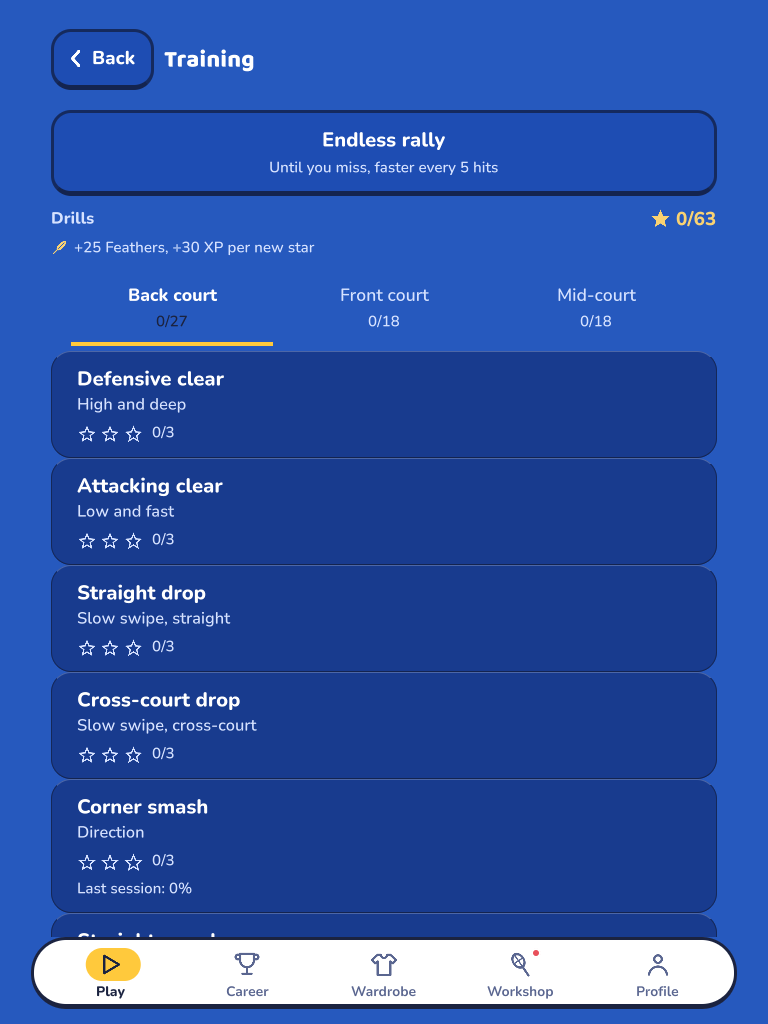 Back
Training
Endless rally
Until you miss, faster every 5 hits
Drills
0/63
+25 Feathers, +30 XP per new star
Back court
Front court
Mid-court
0/27
0/18
0/18
Defensive clear
High and deep
0/3
Attacking clear
Low and fast
0/3
Straight drop
Slow swipe, straight
0/3
Cross-court drop
Slow swipe, cross-court
0/3
Corner smash
Direction
0/3
Last session: 0%
Play
Career
Wardrobe
Workshop
Profile